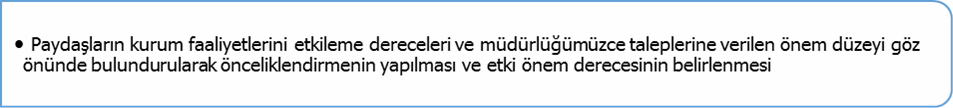 • Paydaşların kurum faaliyetlerini etkileme dereceleri ve müdürlüğümüzce taleplerine verilen önem düzeyi göz
önünde bulundurularak önceliklendirmenin yapılması ve etki önem derecesinin belirlenmesi